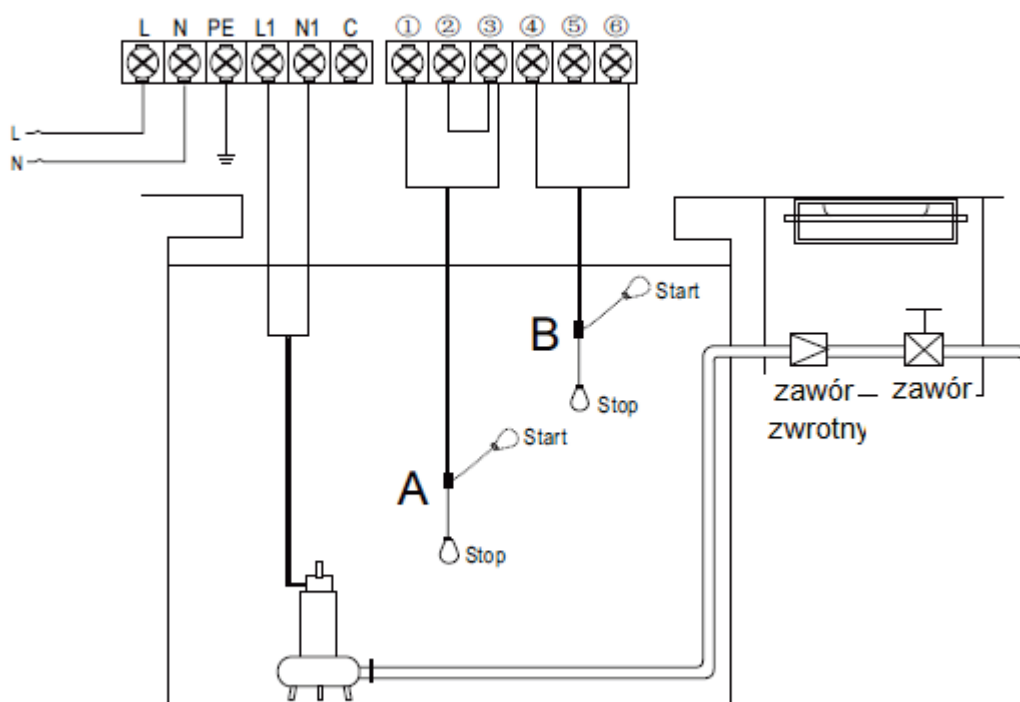 L N PE L1 N1 C ① ② ③ ④ ⑤ ⑥
L
N
Start
B
Stop
zawór zawór
zwrotny
Start
A
Stop